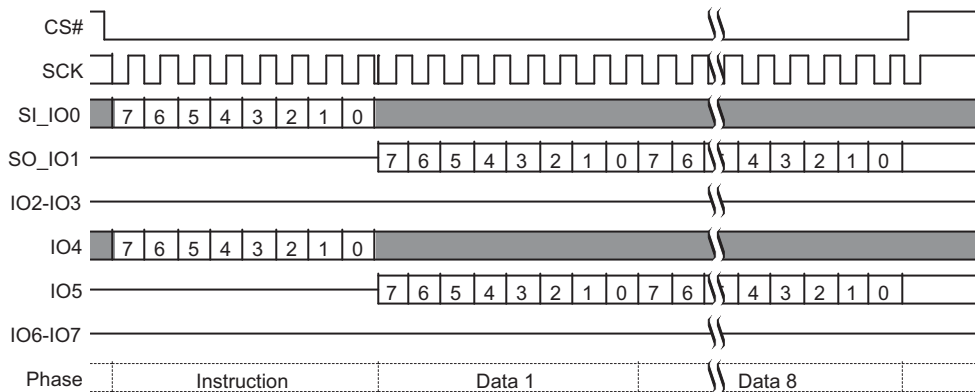 CS#
SCK
SI_IO0 7 6 5 4 3 2 1 0
SO_IO1 7 6 5 4 3 2 1 0 7 6 4 3 2 1 0
IO2-IO3
IO4 7 6 5 4 3 2 1 0
IO5 7 6 5 4 3 2 1 0 7 6 4 3 2 1 0
IO6-IO7
Phase Instruction Data 1 Data 8